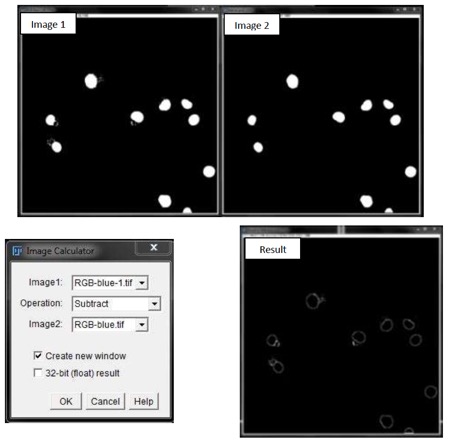 Image 1
Image 2
Image Calculator
Image1: RGB-blue-1.tif
Operation: Subtract
Image2: RGB-blue.tif
Create new window
32-bit (float) result
OK Cancel Help
Result